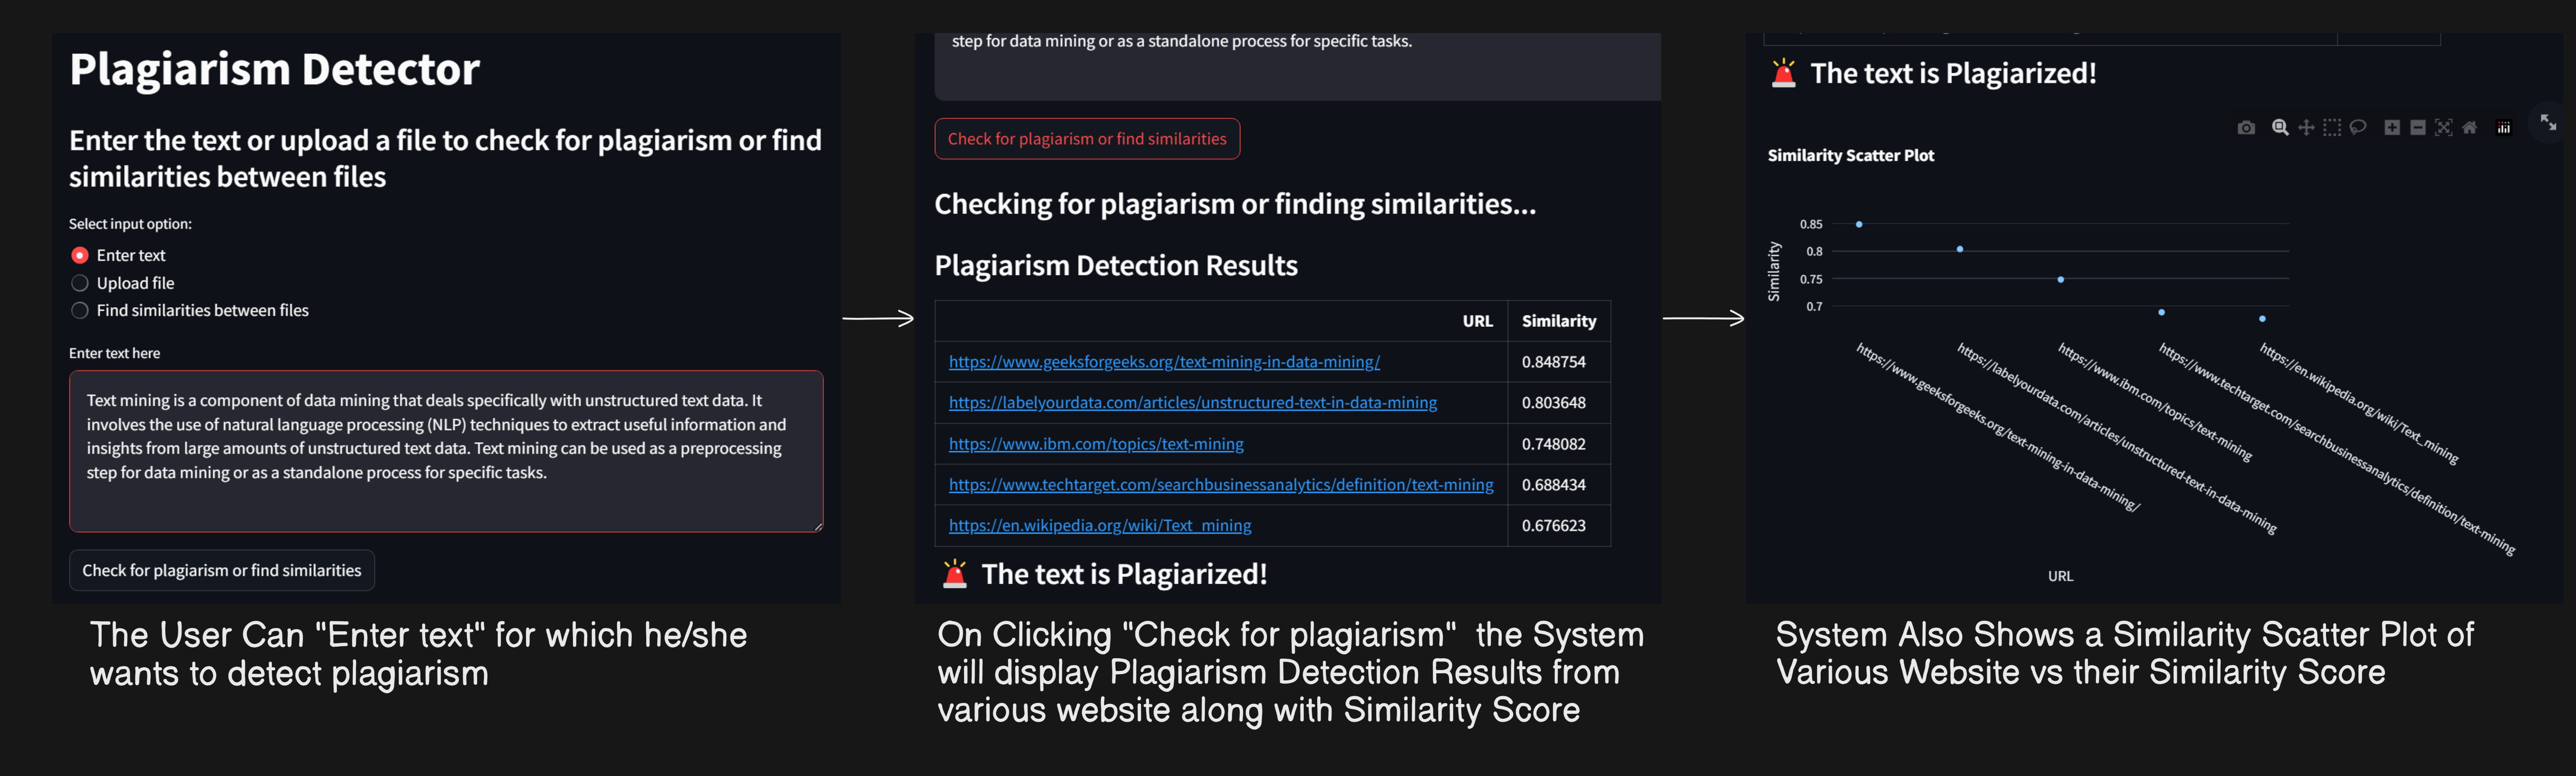 Plagiarism Detector
Enter the text or upload a file to check for plagiarism or find
similarities between files
Select input option:
Enter text
Upload file
Find similarities between files
Enter text here
Text mining is a component of data mining that deals specifically with unstructured text data. It
involves the use of natural language processing (NLP) techniques to extract useful information and
insights from large amounts of unstructured text data. Text mining can be used as a preprocessing
step for data mining or as a standalone process for specific tasks.
Check for plagiarism or find similarities
The User Can "Enter text" for which he/she
wants to detect plagiarism
step for data mining or as a standalone process for specific tasks.
Check for plagiarism or find similarities
Checking for plagiarism or finding similarities...
Plagiarism Detection Results
URL Similarity
https://www.geeksforgeeks.org/text-mining-in-data-mining/ 0.848754
https://labelyourdata.com/articles/unstructured-text-in-data-mining 0.803648
https://www.ibm.com/topics/text-mining 0.748082
https://www.techtarget.com/searchbusinessanalytics/definition/text-mining 0.688434
https://en.wikipedia.org/wiki/Text_mining 0.676623
The text is Plagiarized!
On Clicking "Check for plagiarism" the System
will display Plagiarism Detection Results from
various website along with Similarity Score
The text is Plagiarized!
Similarity Scatter Plot
Similarity
0.85
0.8
0.75
0.7
https://www.geeksforgeeks.org/text-mining-in-data-mining/
https://labelyourdata.com/articles/unstructured-text-in-data-mining
https://www.ibm.com/topics/text-mining
https://www.techtarget.com/searchbusinessanalytics/definition/text-mining
https://en.wikipedia.org/wiki/Text_mining
URL
System Also Shows a Similarity Scatter Plot of
Various Website vs their Similarity Score